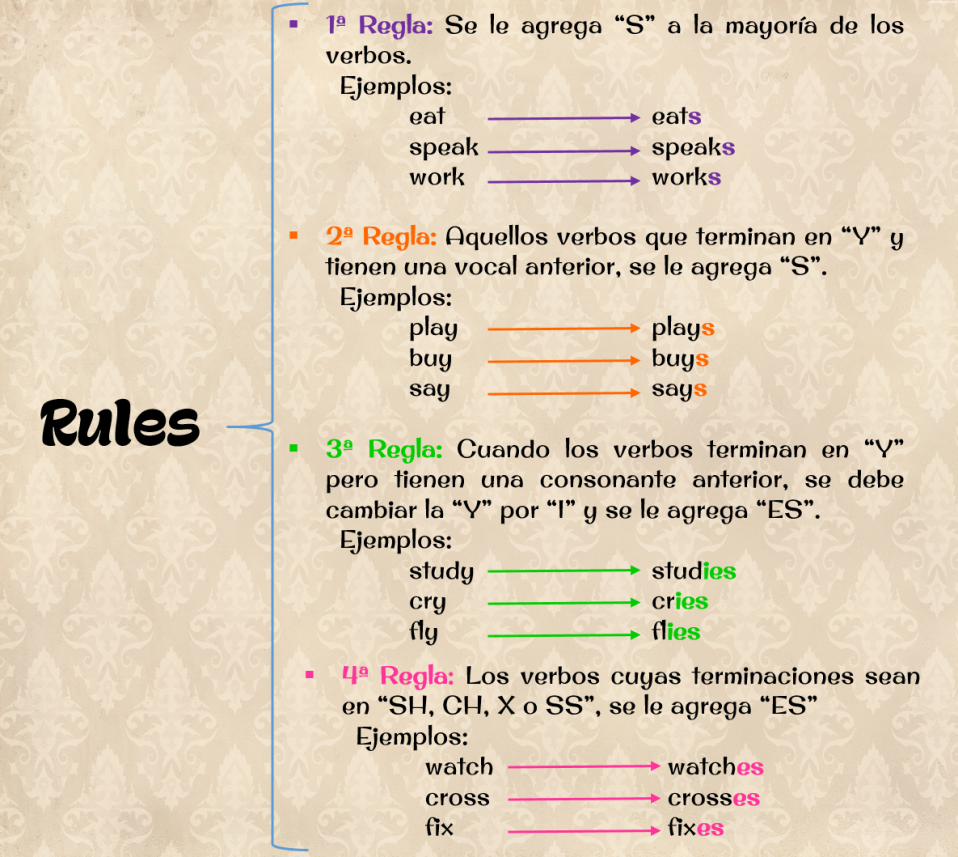 Rules
▪ 1ª Regla: Se le agrega “S” a la mayoría de los
verbos.
Ejemplos:
eat → eats
speak → speaks
work → works
▪ 2ª Regla: Aquellos verbos que terminan en “Y” y
tienen una vocal anterior, se le agrega “S”.
Ejemplos:
play → plays
buy → buys
say → says
▪ 3ª Regla: Cuando los verbos terminan en “Y”
pero tienen una consonante anterior, se debe
cambiar la “Y” por “I” y se le agrega “ES”.
Ejemplos:
study → studies
cry → cries
fly → flies
▪ 4ª Regla: Los verbos cuyas terminaciones sean
en “SH, CH, X o SS”, se le agrega “ES”
Ejemplos:
watch → watches
cross → crosses
fix → fixes